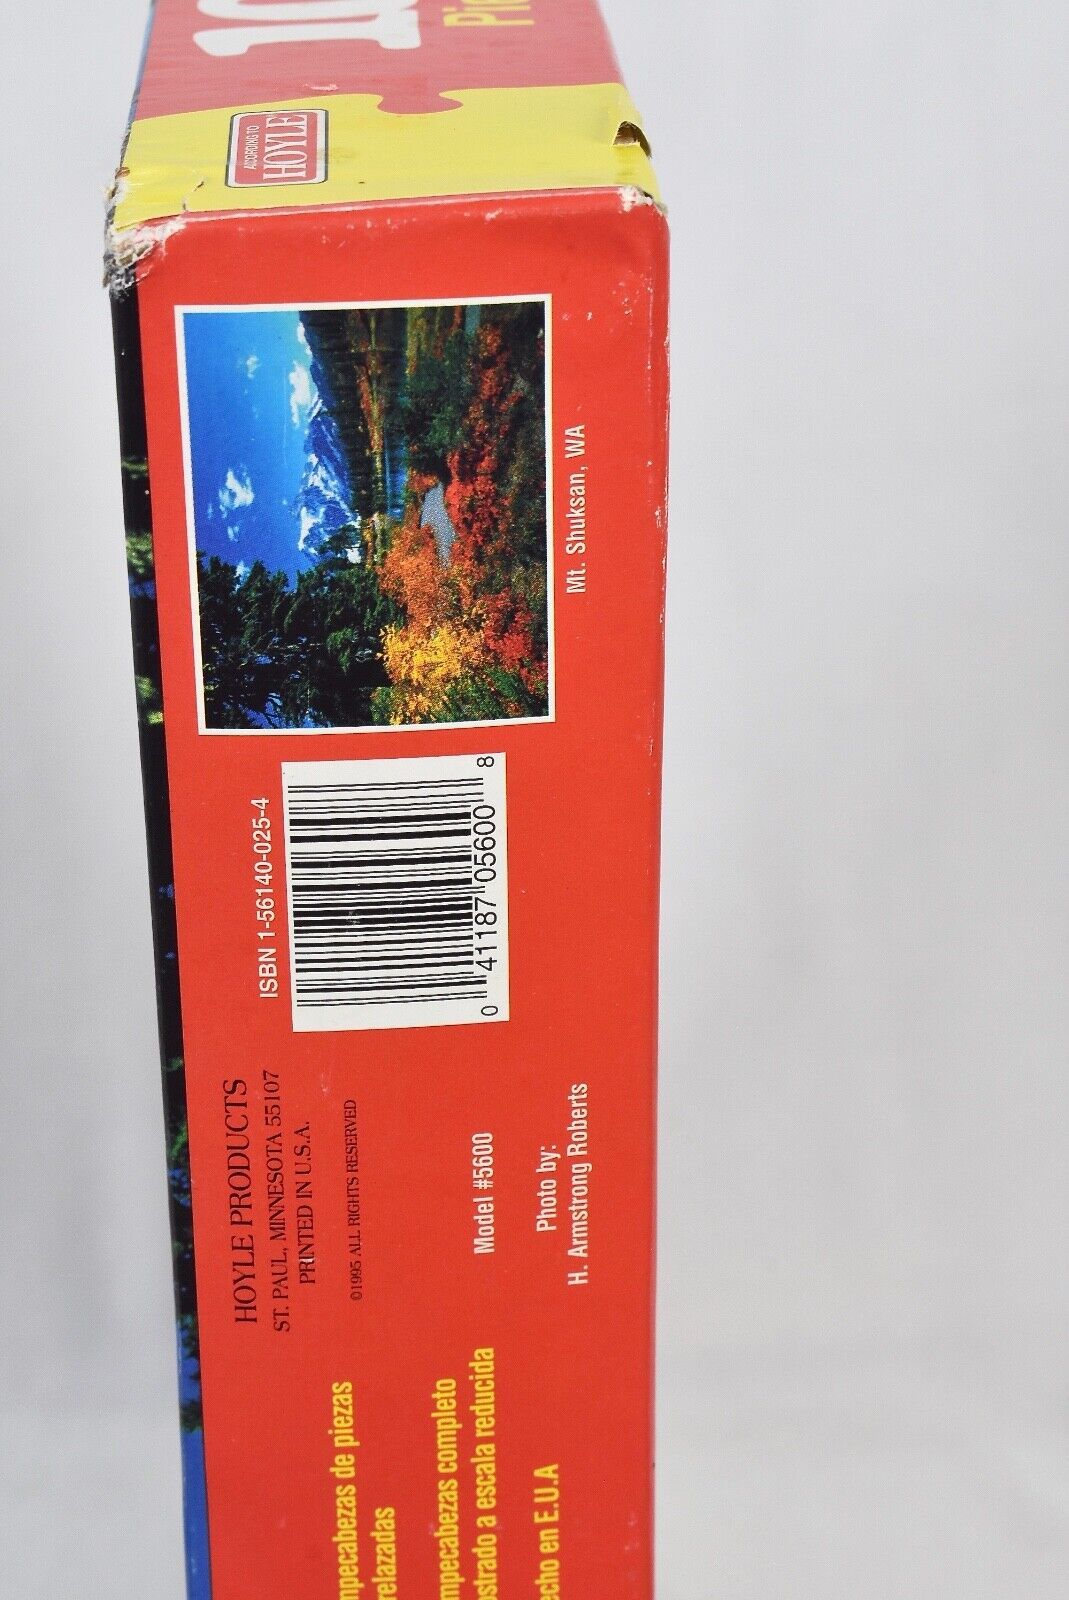 ACCORDING TO
HOYLE
Mt. Shuksan, WA
ISBN 1-56140-025-4
0 41187 05600 8
HOYLE PRODUCTS
ST. PAUL, MINNESOTA 55107
PRINTED IN U.S.A.
©1995 ALL RIGHTS RESERVED
Model #5600
Photo by:
H. Armstrong Roberts
mpecabezas de piezas
relazadas
mpecabezas completo
ostrado a escala reducida
echo en E.U.A